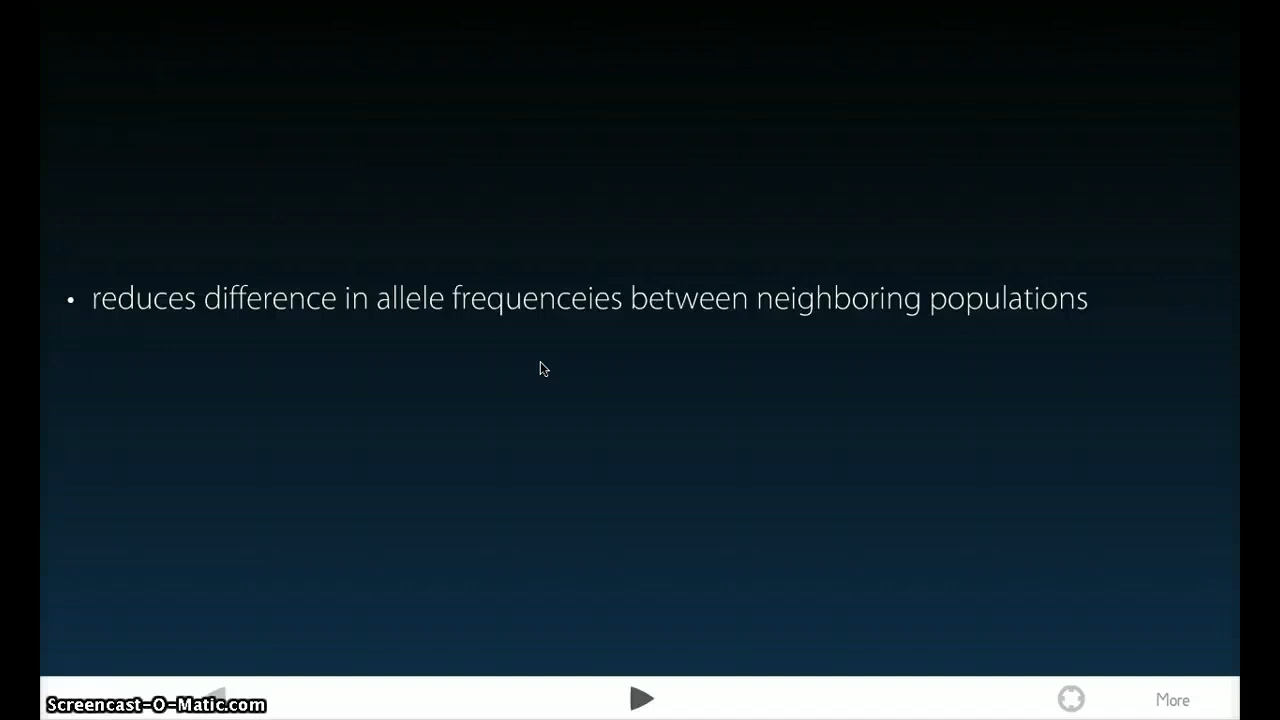 • reduces difference in allele frequenceies between neighboring populations
Screencast-O-Matic.com
More